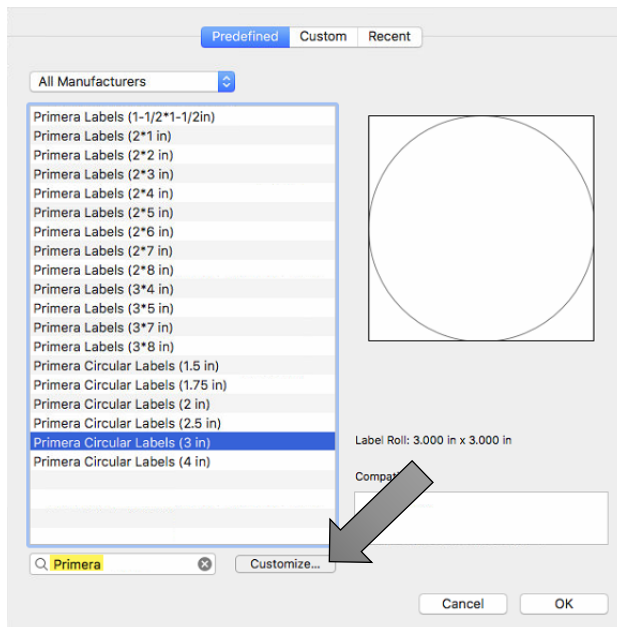 Predefined Custom Recent
All Manufacturers
Primera Labels (1-1/2*1-1/2in)
Primera Labels (2*1 in)
Primera Labels (2*2 in)
Primera Labels (2*3 in)
Primera Labels (2*4 in)
Primera Labels (2*5 in)
Primera Labels (2*6 in)
Primera Labels (2*7 in)
Primera Labels (2*8 in)
Primera Labels (3*4 in)
Primera Labels (3*5 in)
Primera Labels (3*7 in)
Primera Labels (3*8 in)
Primera Circular Labels (1.5 in)
Primera Circular Labels (1.75 in)
Primera Circular Labels (2 in)
Primera Circular Labels (2.5 in)
Primera Circular Labels (3 in)
Primera Circular Labels (4 in)
Label Roll: 3.000 in x 3.000 in
Primera
Customize...
Cancel OK